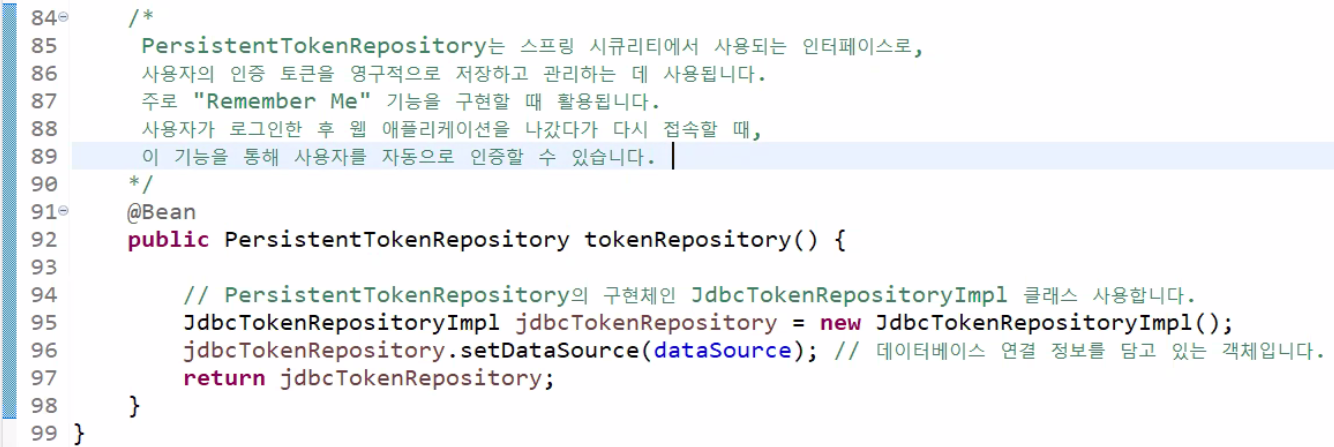 84 /*
85 PersistentTokenRepository는 스프링 시큐리티에서 사용되는 인터페이스로,
86 사용자의 인증 토큰을 영구적으로 저장하고 관리하는 데 사용됩니다.
87 주로 "Remember Me" 기능을 구현할 때 활용됩니다.
88 사용자가 로그인한 후 웹 애플리케이션을 나갔다가 다시 접속할 때,
89 이 기능을 통해 사용자를 자동으로 인증할 수 있습니다.
90 */
91 @Bean
92 public PersistentTokenRepository tokenRepository() {
93
94 // PersistentTokenRepository의 구현체인 JdbcTokenRepositoryImpl 클래스 사용합니다.
95 JdbcTokenRepositoryImpl jdbcTokenRepository = new JdbcTokenRepositoryImpl();
96 jdbcTokenRepository.setDataSource(dataSource); // 데이터베이스 연결 정보를 담고 있는 객체입니다.
97 return jdbcTokenRepository;
98 }
99 }